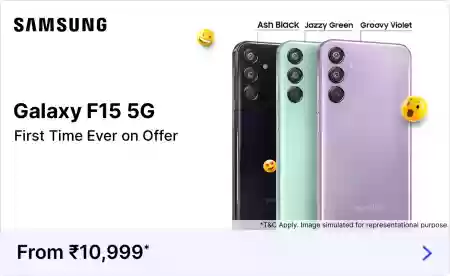 SAMSUNG
Ash Black Jazzy Green Groovy Violet
Galaxy F15 5G
First Time Ever on Offer
*T&C Apply. Image simulated for representational purpose.
From ₹10,999*